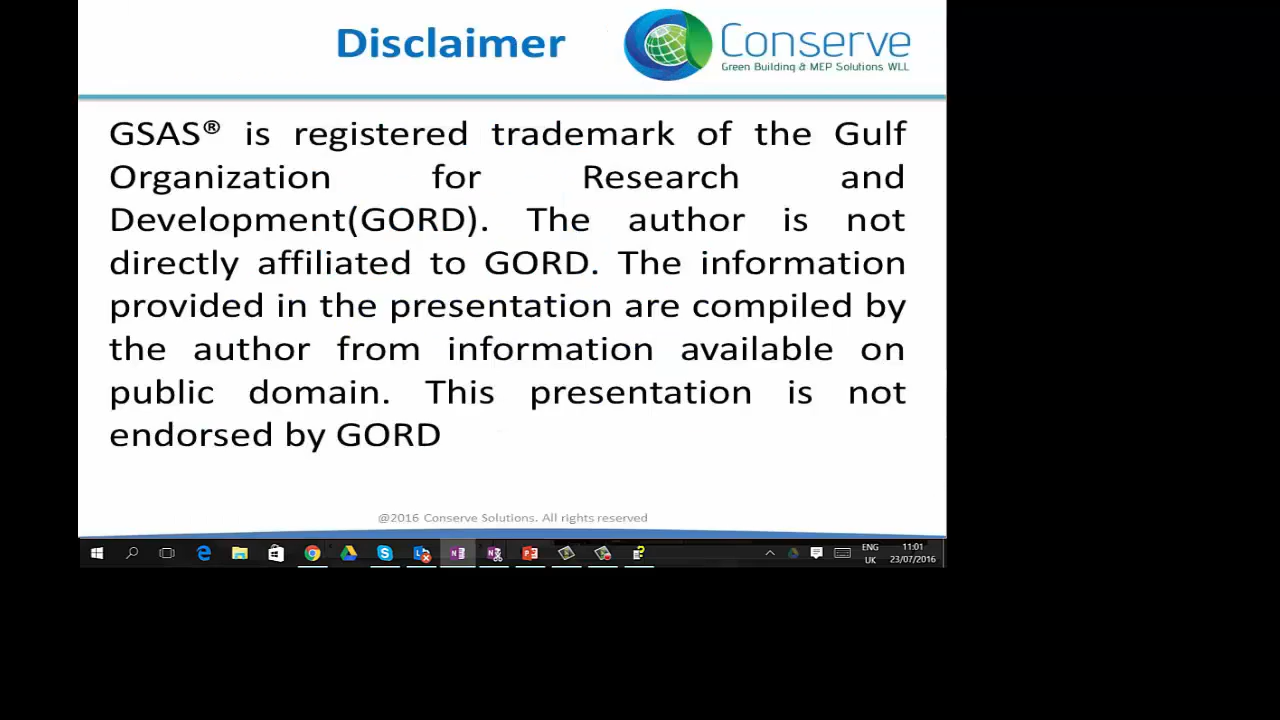 Disclaimer
Conserve
Green Building & MEP Solutions WLL
GSAS® is registered trademark of the Gulf
Organization for Research and
Development(GORD). The author is not
directly affiliated to GORD. The information
provided in the presentation are compiled by
the author from information available on
public domain. This presentation is not
endorsed by GORD
@2016 Conserve Solutions. All rights reserved
ENG
UK
11:01
23/07/2016